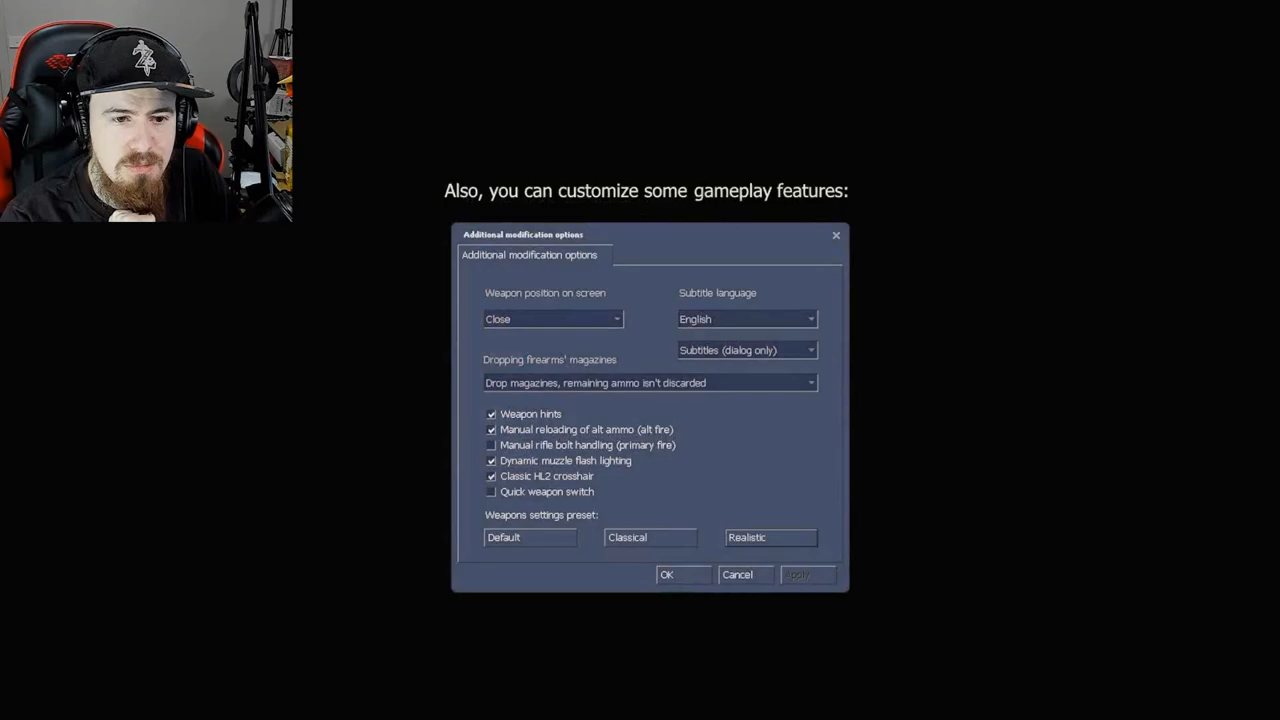 Also, you can customize some gameplay features:
Additional modification options
Additional modification options
Weapon position on screen
Subtitle language
Close
English
Subtitles (dialog only)
Dropping firearms' magazines
Drop magazines, remaining ammo isn't discarded
Weapon hints
Manual reloading of alt ammo (alt fire)
Manual rifle bolt handling (primary fire)
Dynamic muzzle flash lighting
Classic HL2 crosshair
Quick weapon switch
Weapons settings preset:
Default
Classical
Realistic
OK
Cancel
Apply